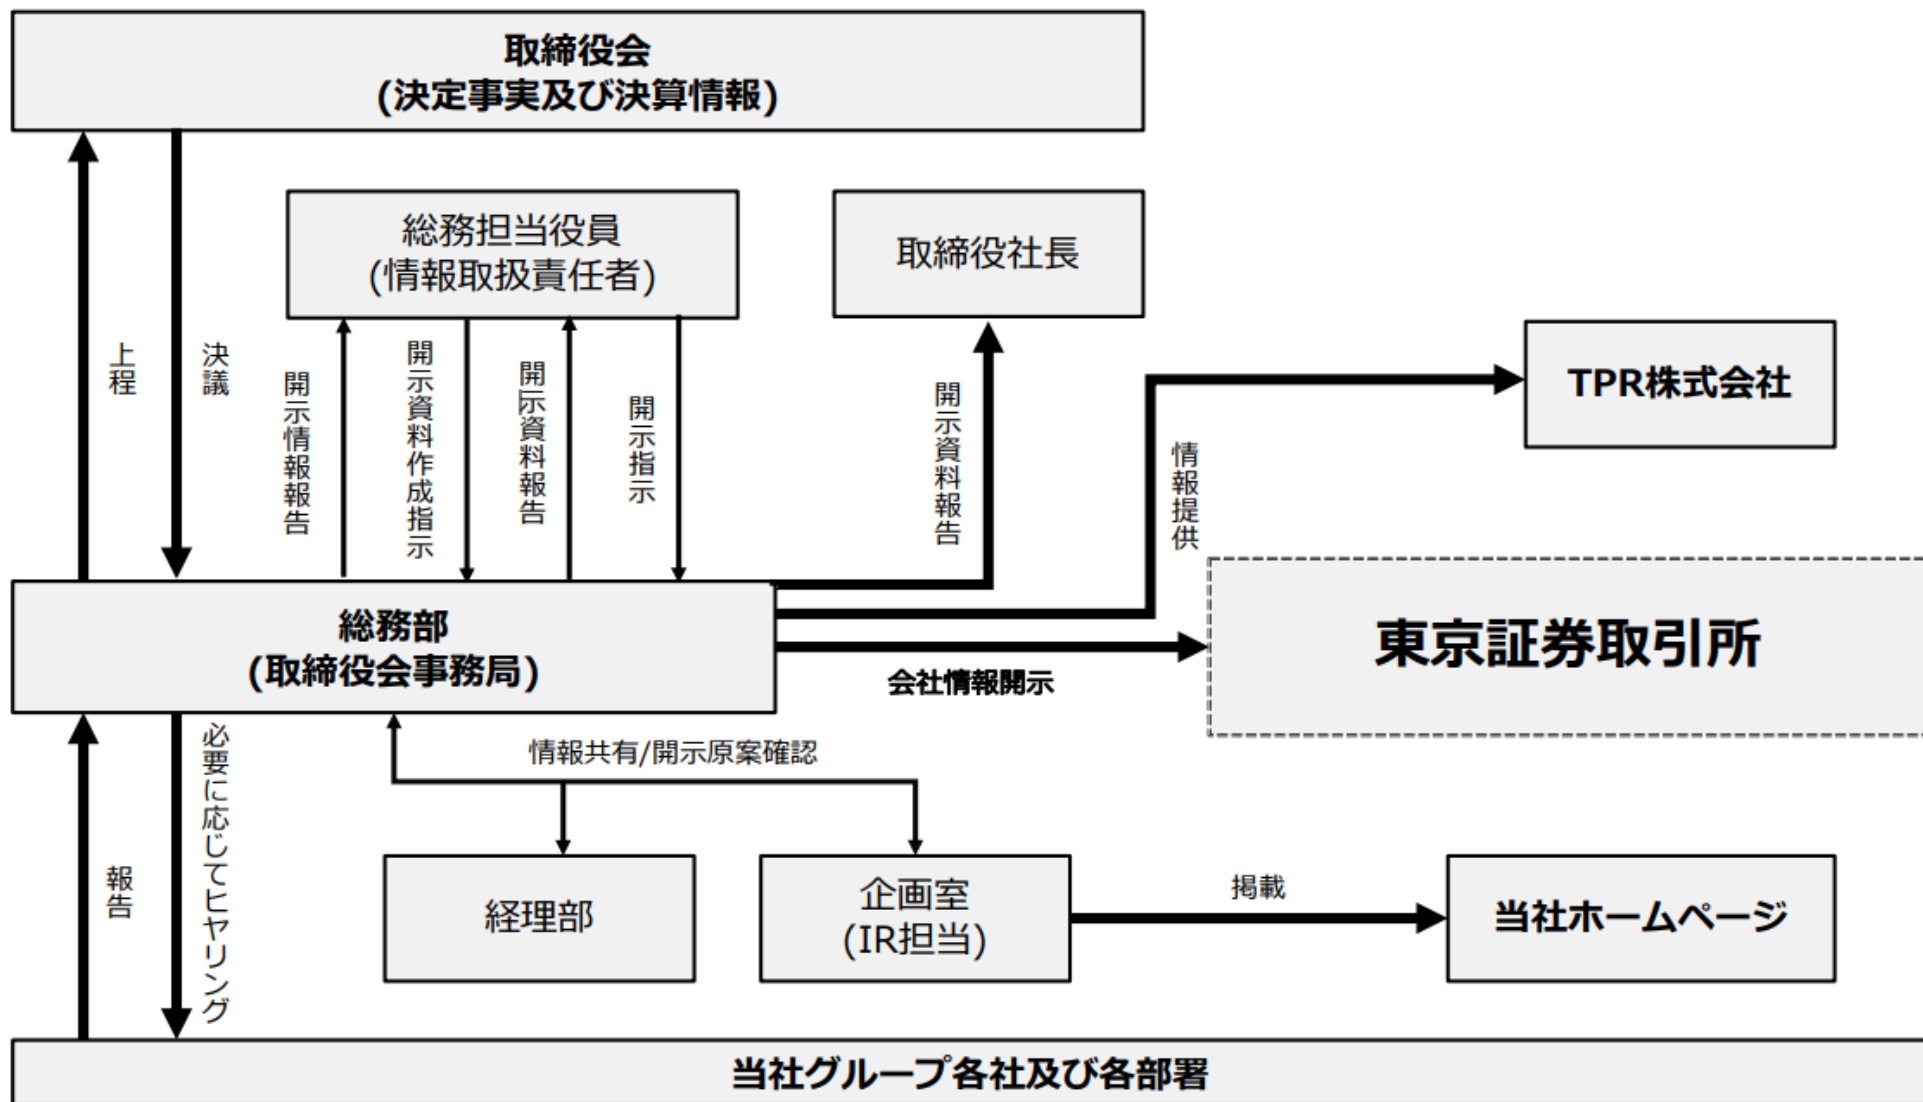 取締役会
(決定事実及び決算情報)
総務担当役員
(情報取扱責任者)
取締役社長
TPR株式会社
上程
決議
開示情報報告
開示資料作成指示
開示資料報告
開示指示
開示資料報告
情報提供
総務部
(取締役会事務局)
東京証券取引所
会社情報開示
情報共有/開示原案確認
報告
必要に応じてヒヤリング
経理部
企画室
(IR担当)
掲載
当社ホームページ
当社グループ各社及び各部署